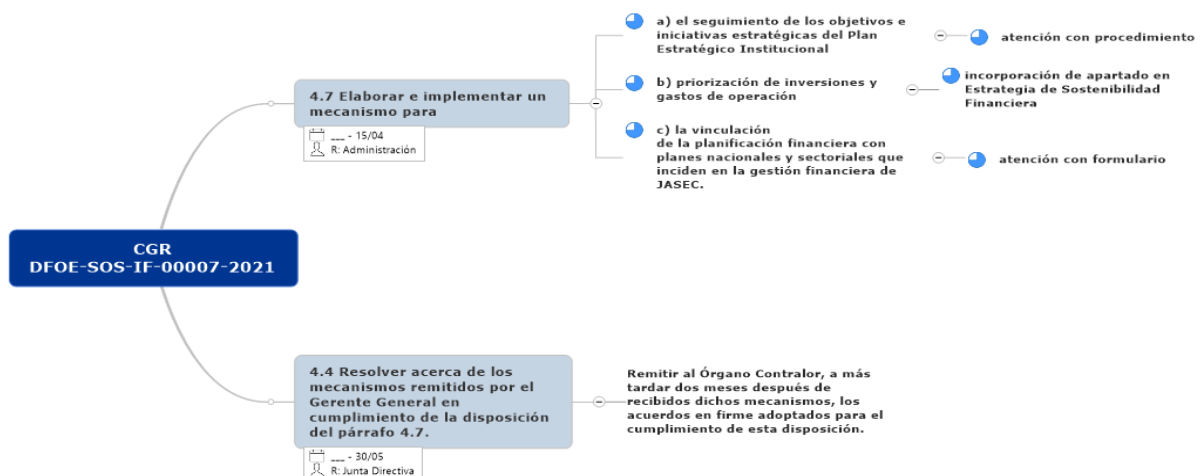 CGR
DFOE-SOS-IF-00007-2021
4.7 Elaborar e implementar un
mecanismo para
___ - 15/04
R: Administración
a) el seguimiento de los objetivos e
iniciativas estratégicas del Plan
Estratégico Institucional
atención con procedimiento
b) priorización de inversiones y
gastos de operación
incorporación de apartado en
Estrategia de Sostenibilidad
Financiera
c) la vinculación
de la planificación financiera con
planes nacionales y sectoriales que
inciden en la gestión financiera de
JASEC.
atención con formulario
4.4 Resolver acerca de los
mecanismos remitidos por el
Gerente General en
cumplimiento de la disposición
del párrafo 4.7.
___ - 30/05
R: Junta Directiva
Remitir al Órgano Contralor, a más
tardar dos meses después de
recibidos dichos mecanismos, los
acuerdos en firme adoptados para el
cumplimiento de esta disposición.